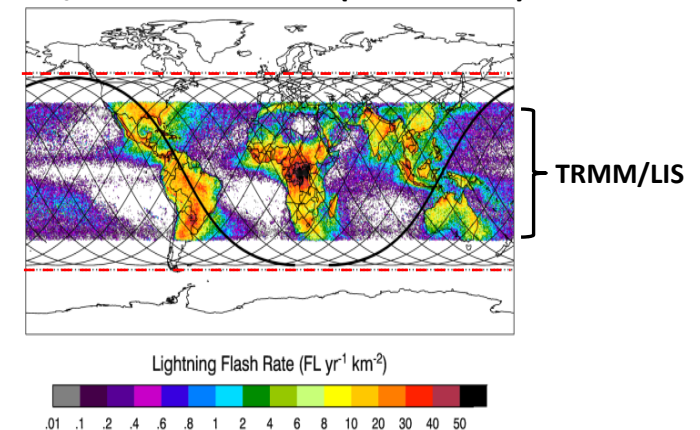 TRMM/LIS
Lightning Flash Rate (FL yr-1 km-2)
.01 .1 .2 .4 .6 .8 1 2 4 6 8 10 20 30 40 50